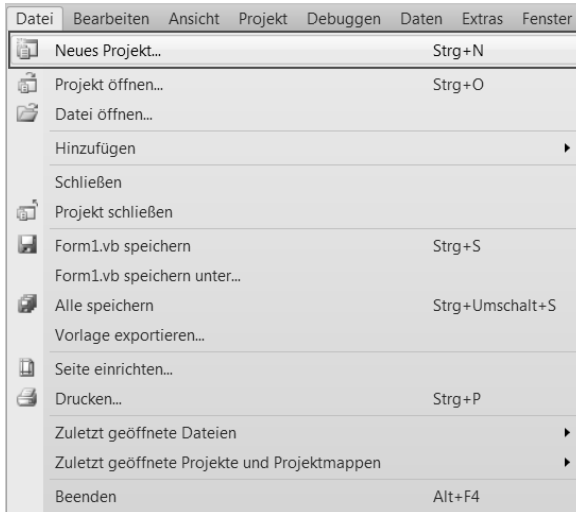 Datei Bearbeiten Ansicht Projekt Debuggen Daten Extras Fenster
Neues Projekt... Strg+N
Projekt öffnen... Strg+O
Datei öffnen...
Hinzufügen
Schließen
Projekt schließen
Form1.vb speichern Strg+S
Form1.vb speichern unter...
Alle speichern Strg+Umschalt+S
Vorlage exportieren...
Seite einrichten...
Drucken... Strg+P
Zuletzt geöffnete Dateien
Zuletzt geöffnete Projekte und Projektmappen
Beenden Alt+F4